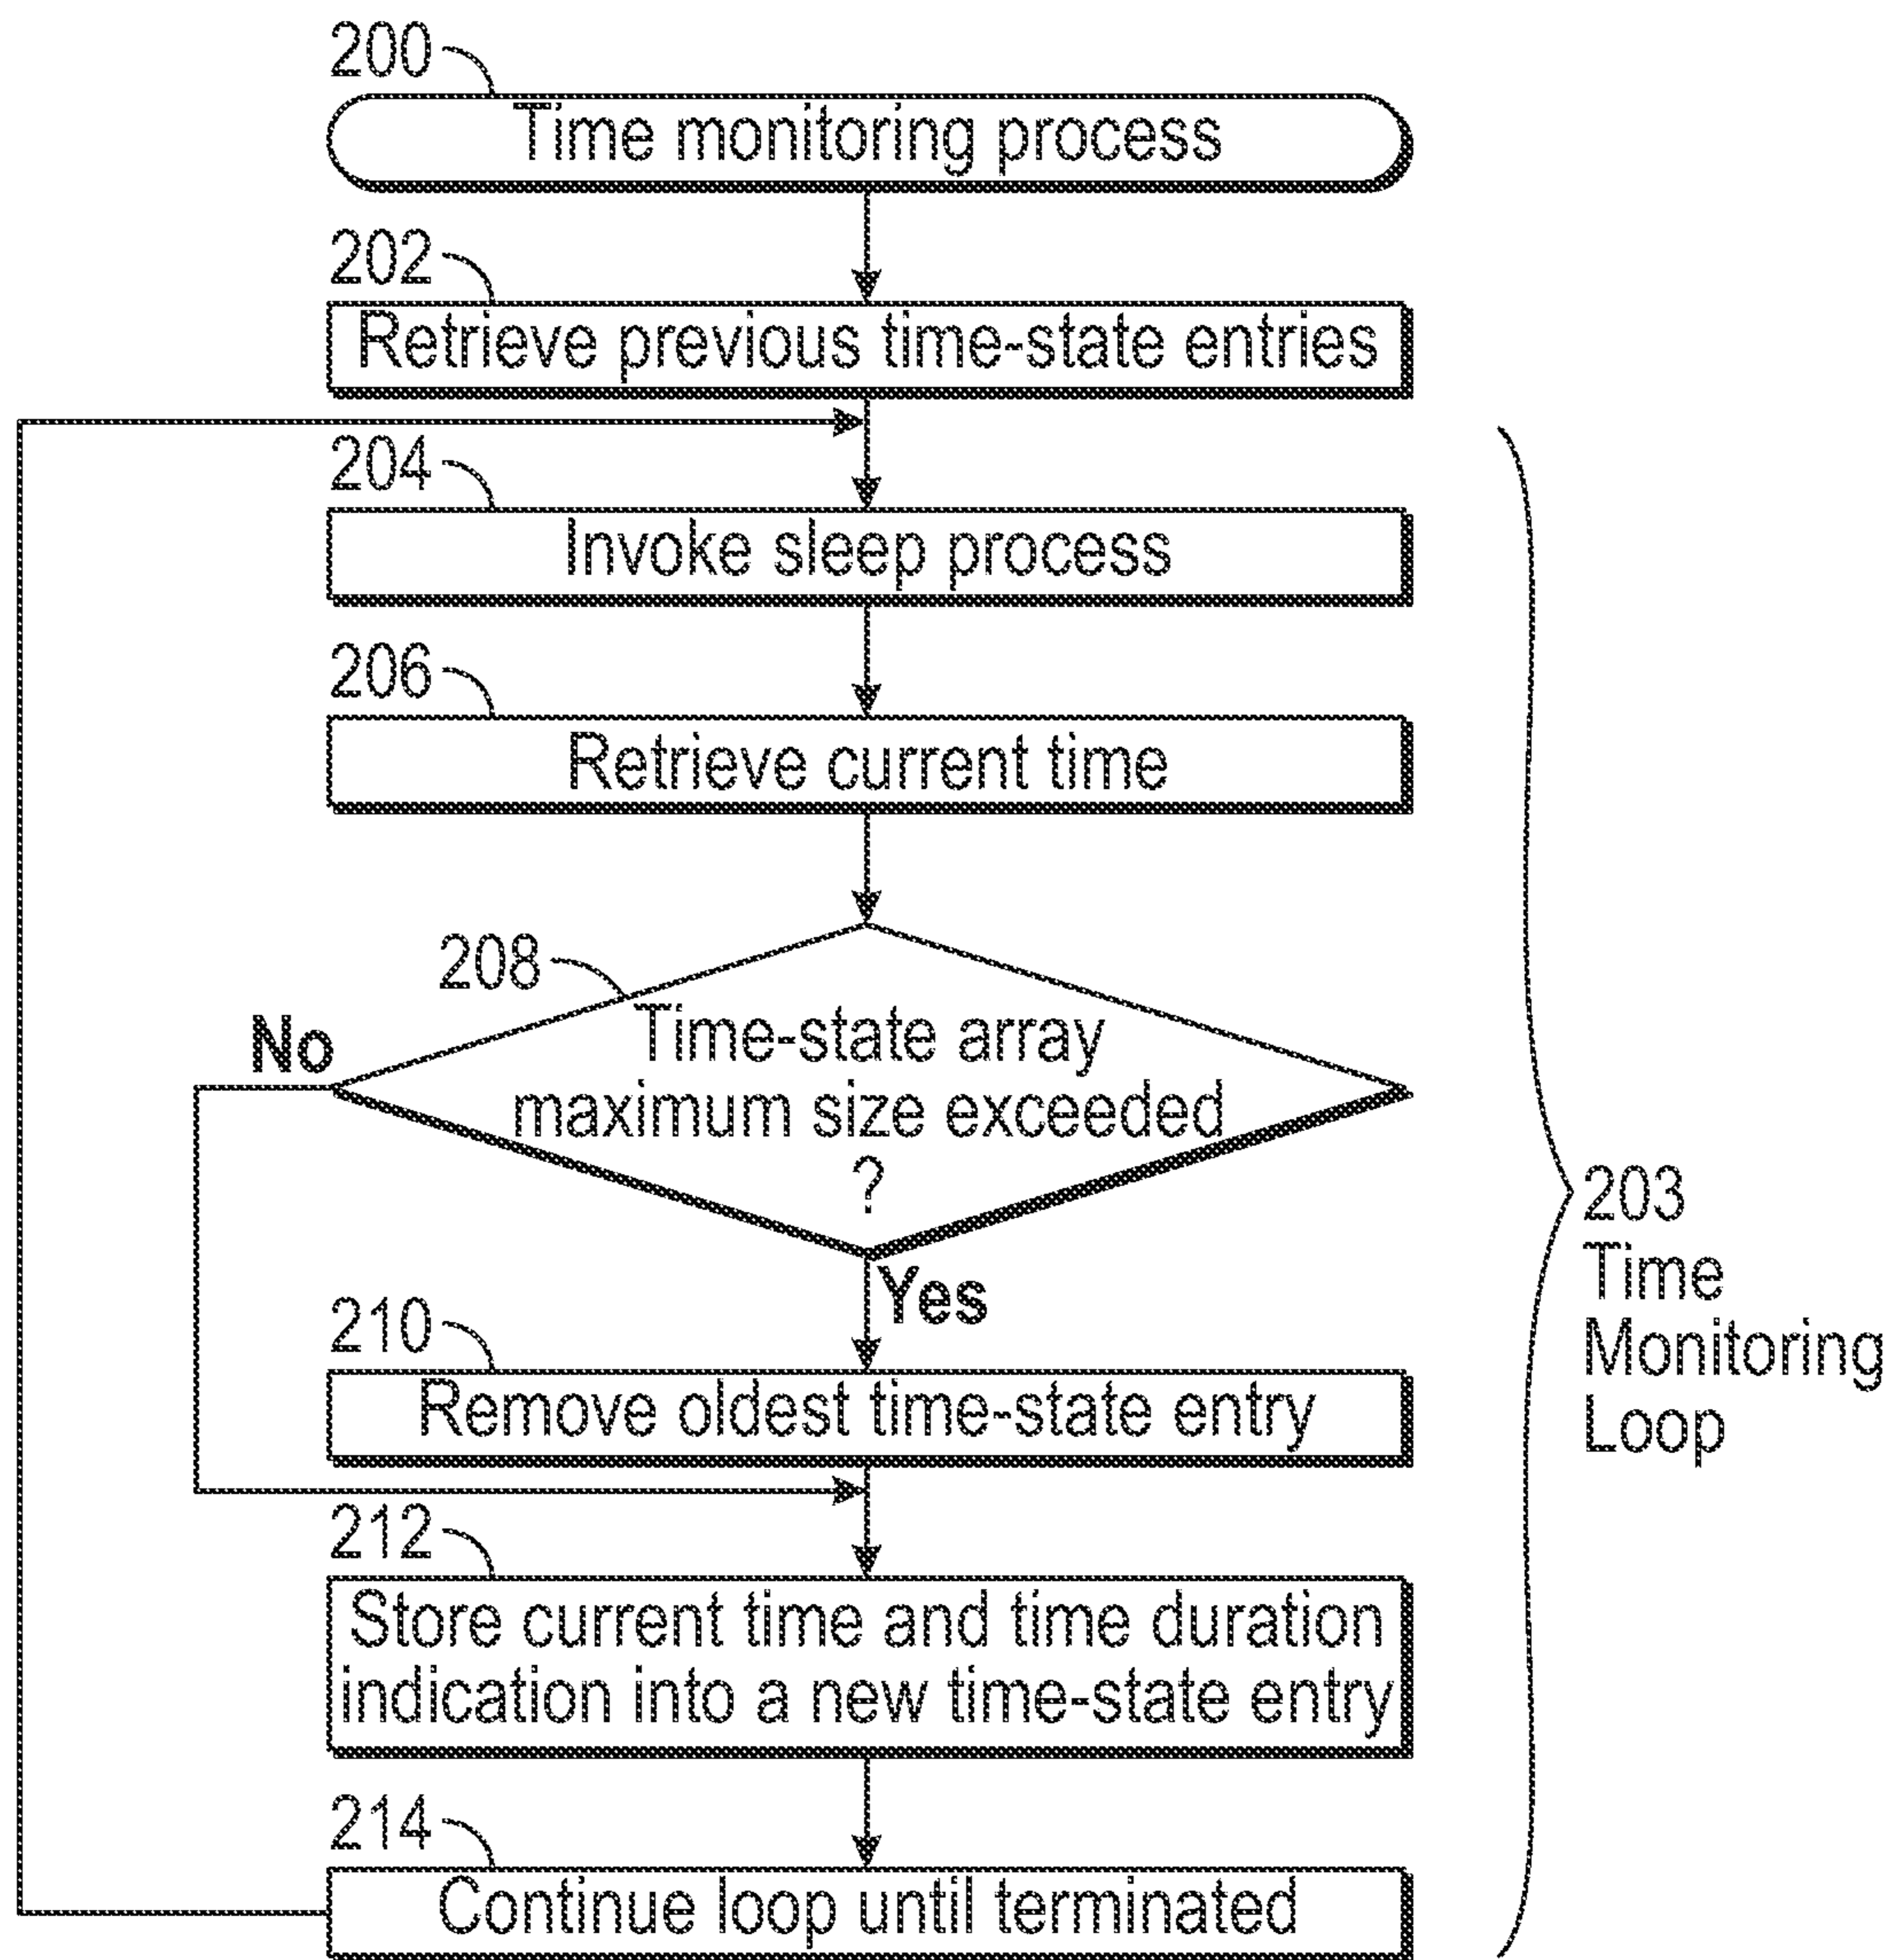 200
Time monitoring process
202
Retrieve previous time-state entries
204
Invoke sleep process
206
Retrieve current time
208
No
Time-state array
maximum size exceeded
?
Yes
203
Time
Monitoring
Loop
210
Remove oldest time-state entry
212
Store current time and time duration
indication into a new time-state entry
214
Continue loop until terminated